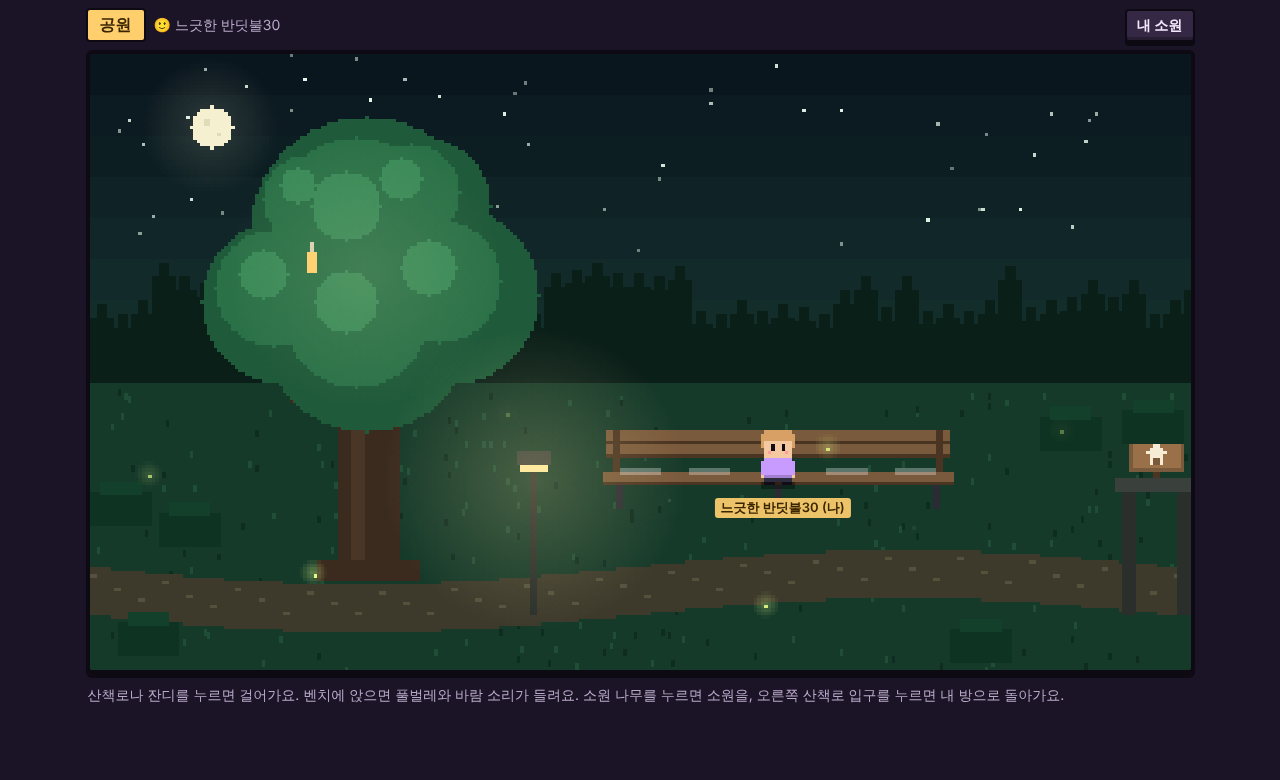 공원 🙂 느긋한 반딧불30
내 소원
느긋한 반딧불30 (나)
산책로나 잔디를 누르면 걸어가요. 벤치에 앉으면 풀벌레와 바람 소리가 들려요. 소원 나무를 누르면 소원을, 오른쪽 산책로 입구를 누르면 내 방으로 돌아가요.